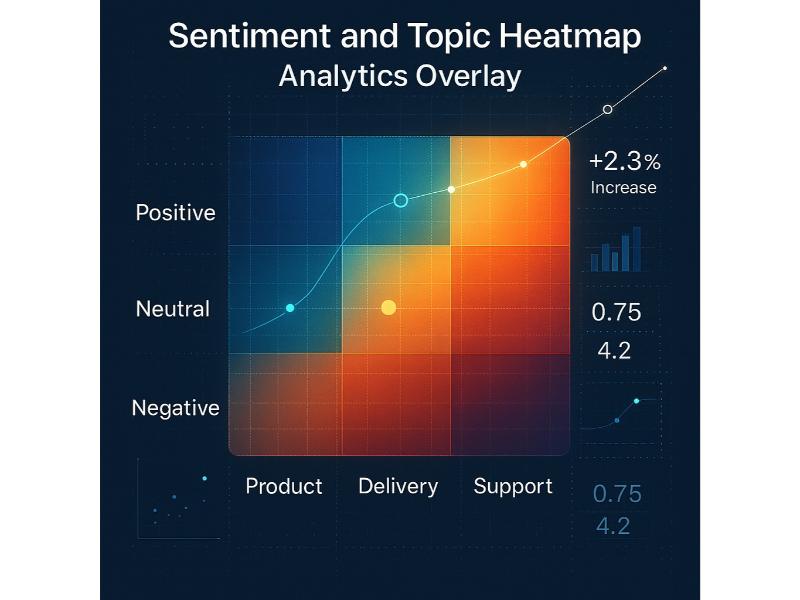 Sentiment and Topic Heatmap
Analytics Overlay
+2.3%
Increase
Positive
Neutral
0.75
4.2
Negative
Product Delivery Support
0.75
4.2